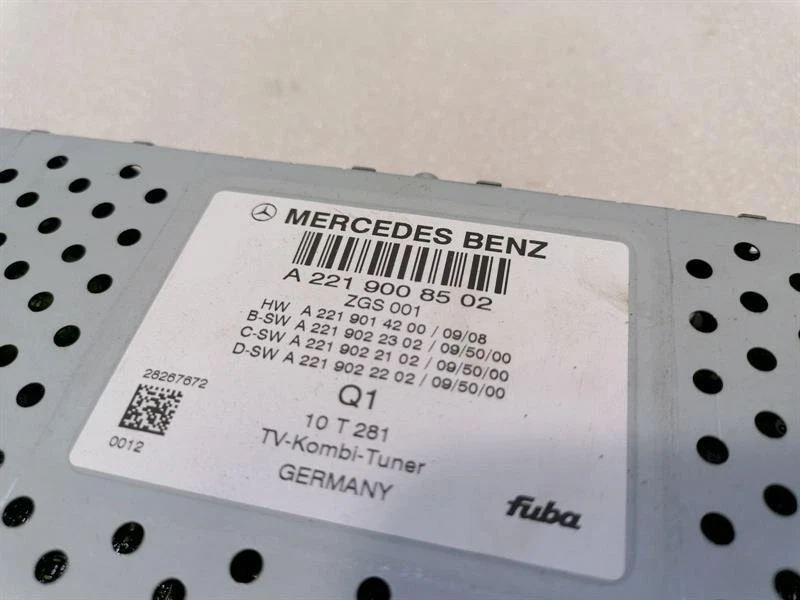 MERCEDES BENZ
A 221 900 85 02
ZGS 001
HW A 221 901 42 00 / 09/08
B-SW A 221 902 23 02 / 09/50/00
C-SW A 221 902 21 02 / 09/50/00
D-SW A 221 902 22 02 / 09/50/00
Q1
28267672
0012
10 T 281
TV-Kombi-Tuner
GERMANY
fuba